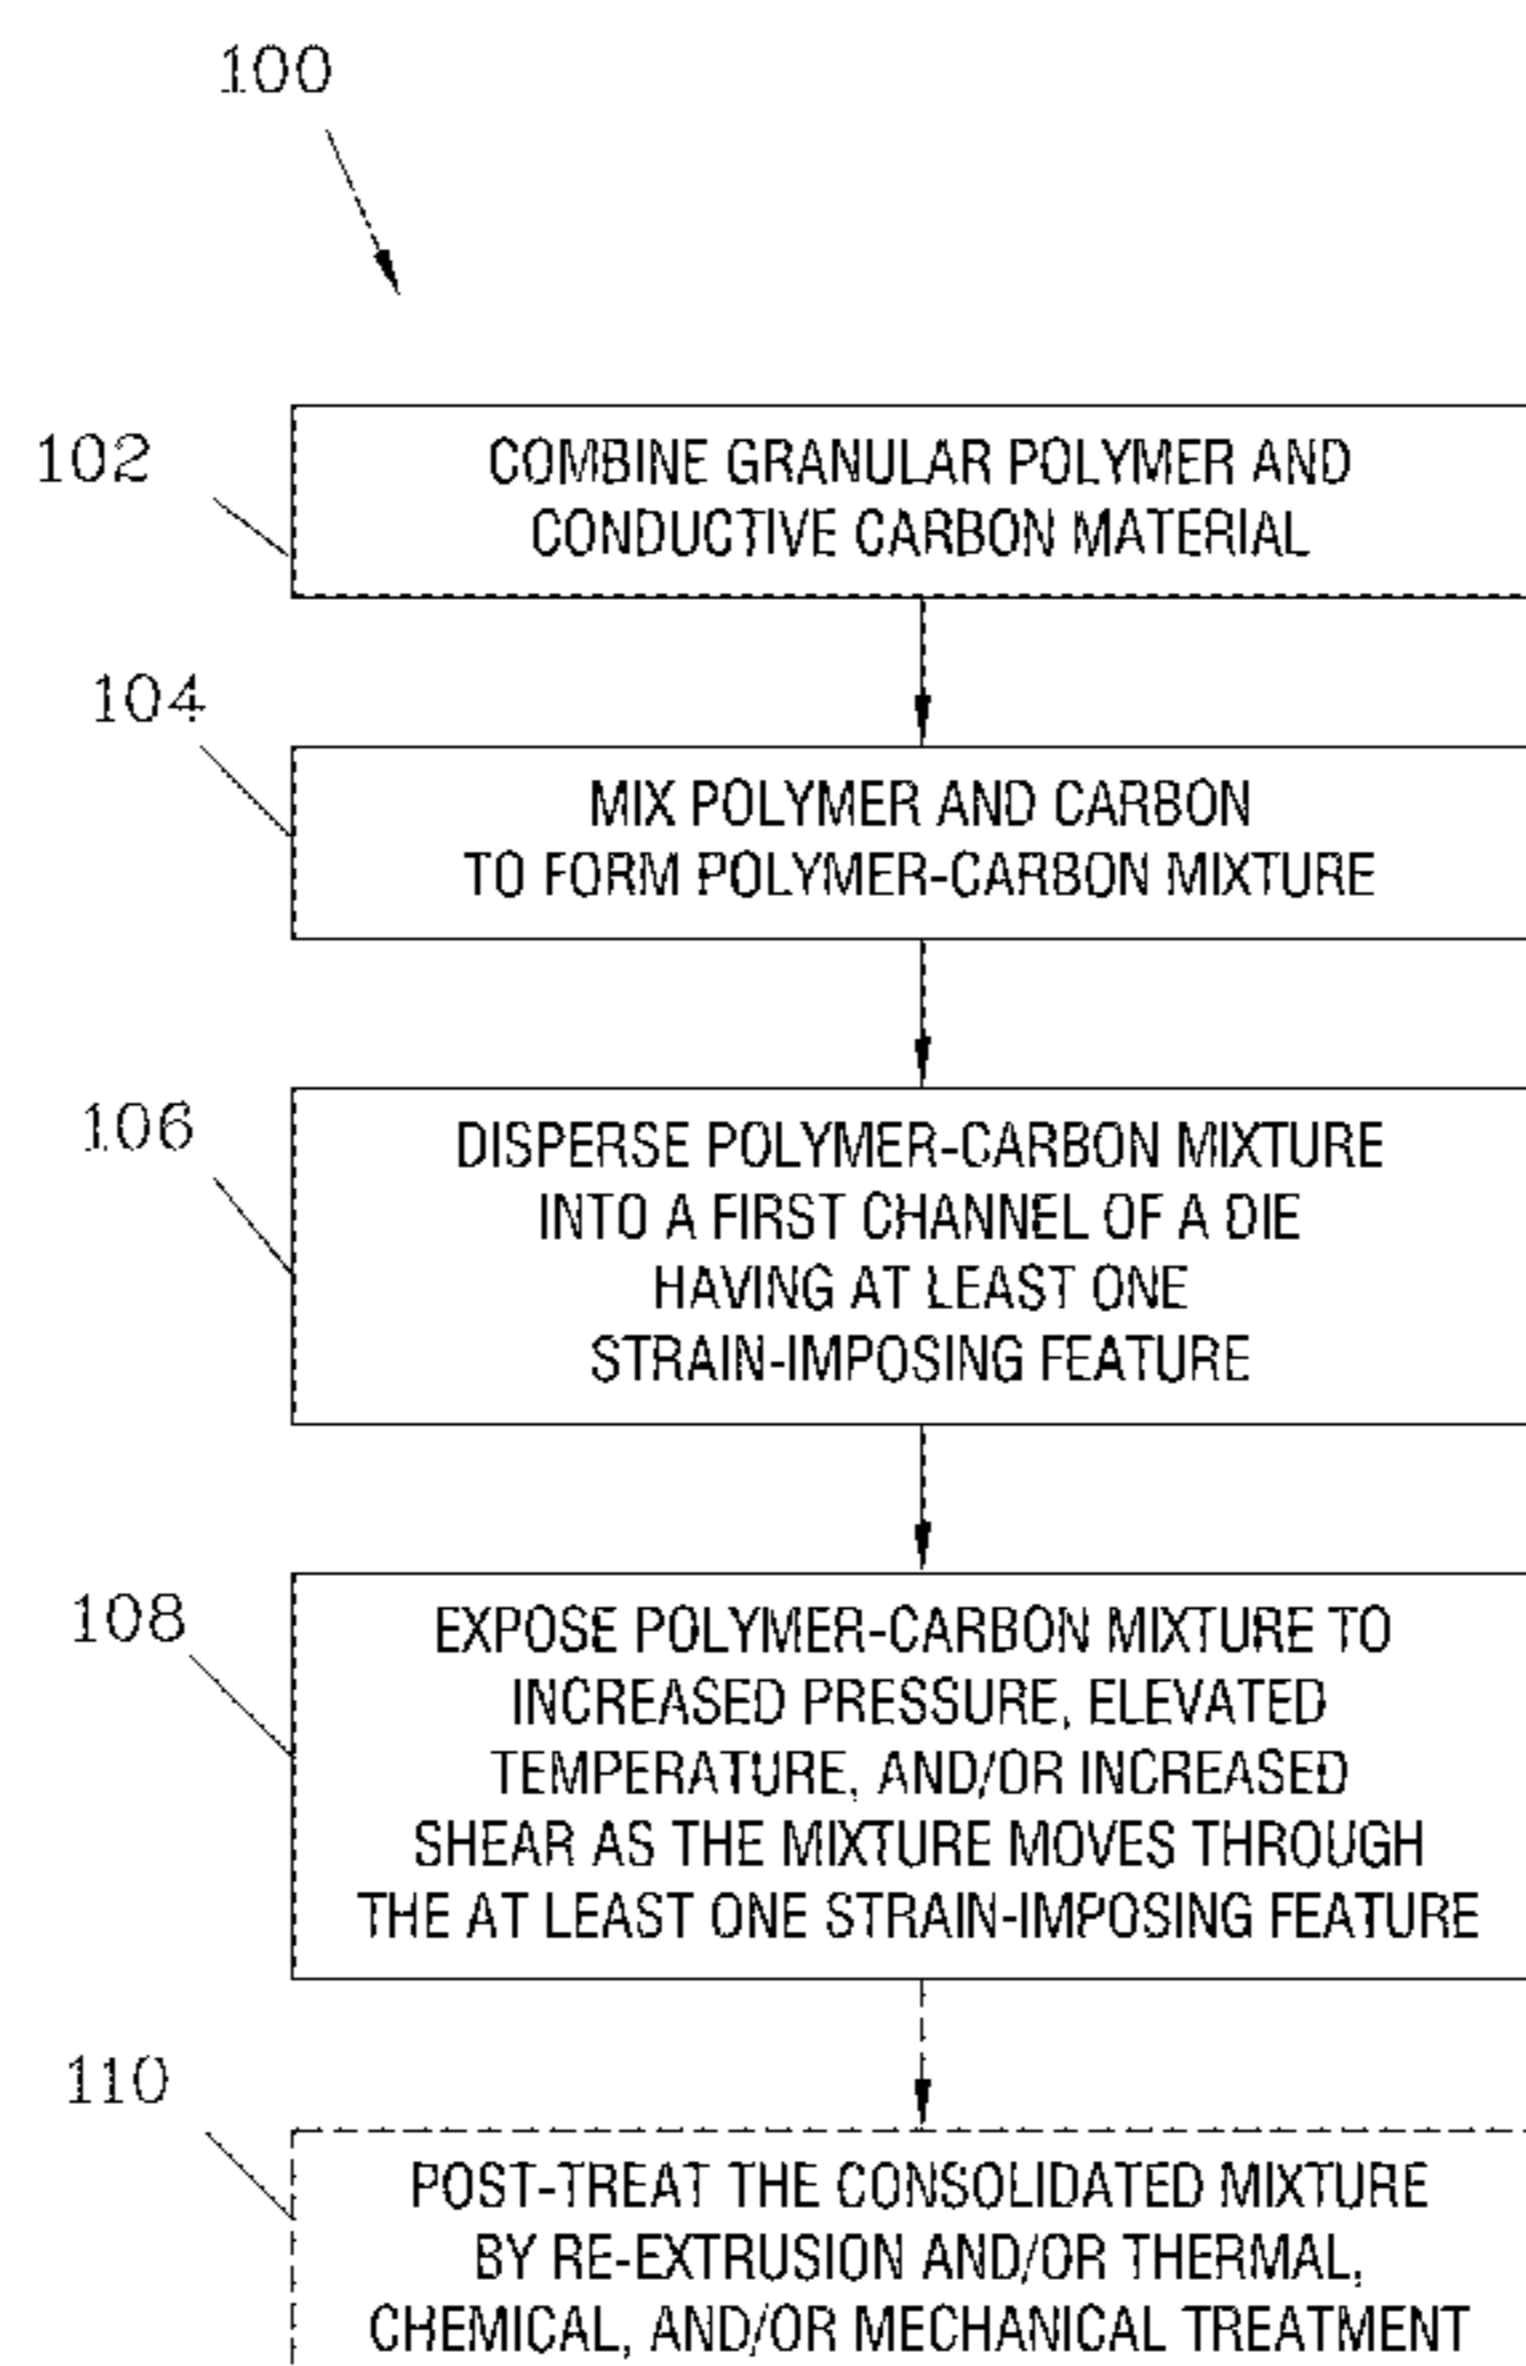 100
102
COMBINE GRANULAR POLYMER AND
CONDUCTIVE CARBON MATERIAL
104
MIX POLYMER AND CARBON
TO FORM POLYMER-CARBON MIXTURE
106
DISPERSE POLYMER-CARBON MIXTURE
INTO A FIRST CHANNEL OF A DIE
HAVING AT LEAST ONE
STRAIN-IMPOSING FEATURE
108
EXPOSE POLYMER-CARBON MIXTURE TO
INCREASED PRESSURE, ELEVATED
TEMPERATURE, AND/OR INCREASED
SHEAR AS THE MIXTURE MOVES THROUGH
THE AT LEAST ONE STRAIN-IMPOSING FEATURE
110
POST-TREAT THE CONSOLIDATED MIXTURE
BY RE-EXTRUSION AND/OR THERMAL,
CHEMICAL, AND/OR MECHANICAL TREATMENT